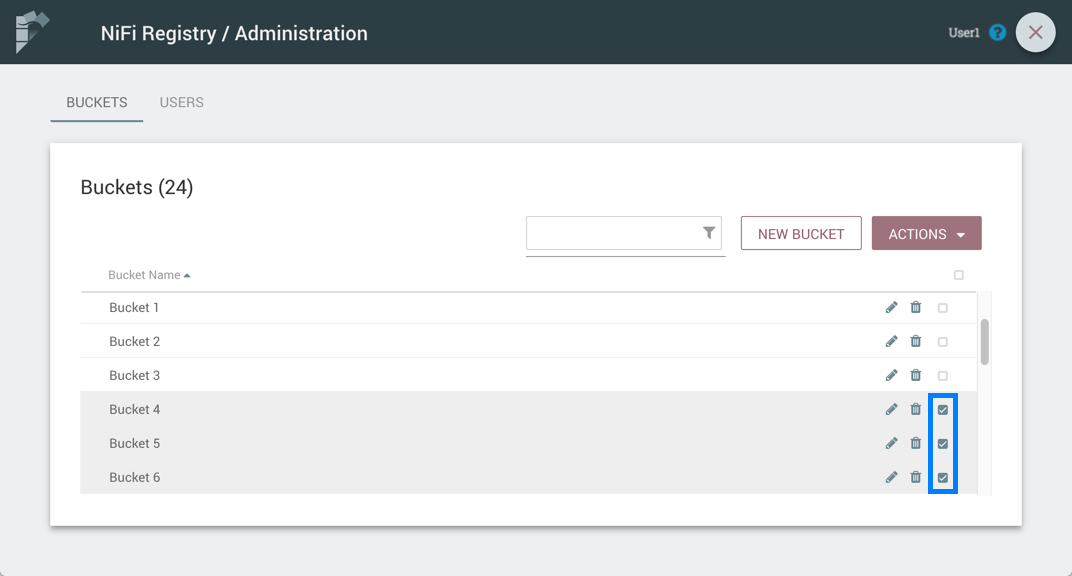 NiFi Registry / Administration
User1 ?
BUCKETS USERS
Buckets (24)
NEW BUCKET ACTIONS
Bucket Name
Bucket 1
Bucket 2
Bucket 3
Bucket 4
Bucket 5
Bucket 6